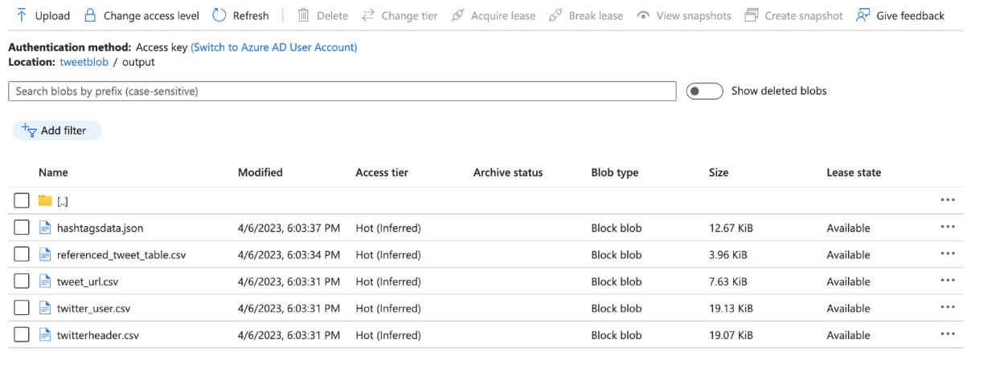 Upload Change access level Refresh Delete Change tier Acquire lease Break lease View snapshots Create snapshot Give feedback
Authentication method: Access key (Switch to Azure AD User Account)
Location: tweetblob / output
Search blobs by prefix (case-sensitive) Show deleted blobs
Add filter
Name Modified Access tier Archive status Blob type Size Lease state
[..]
hashtagsdata.json 4/6/2023, 6:03:37 PM Hot (Inferred) Block blob 12.67 KiB Available
referenced_tweet_table.csv 4/6/2023, 6:03:34 PM Hot (Inferred) Block blob 3.96 KiB Available
tweet_url.csv 4/6/2023, 6:03:31 PM Hot (Inferred) Block blob 7.63 KiB Available
twitter_user.csv 4/6/2023, 6:03:31 PM Hot (Inferred) Block blob 19.13 KiB Available
twitterheader.csv 4/6/2023, 6:03:31 PM Hot (Inferred) Block blob 19.07 KiB Available